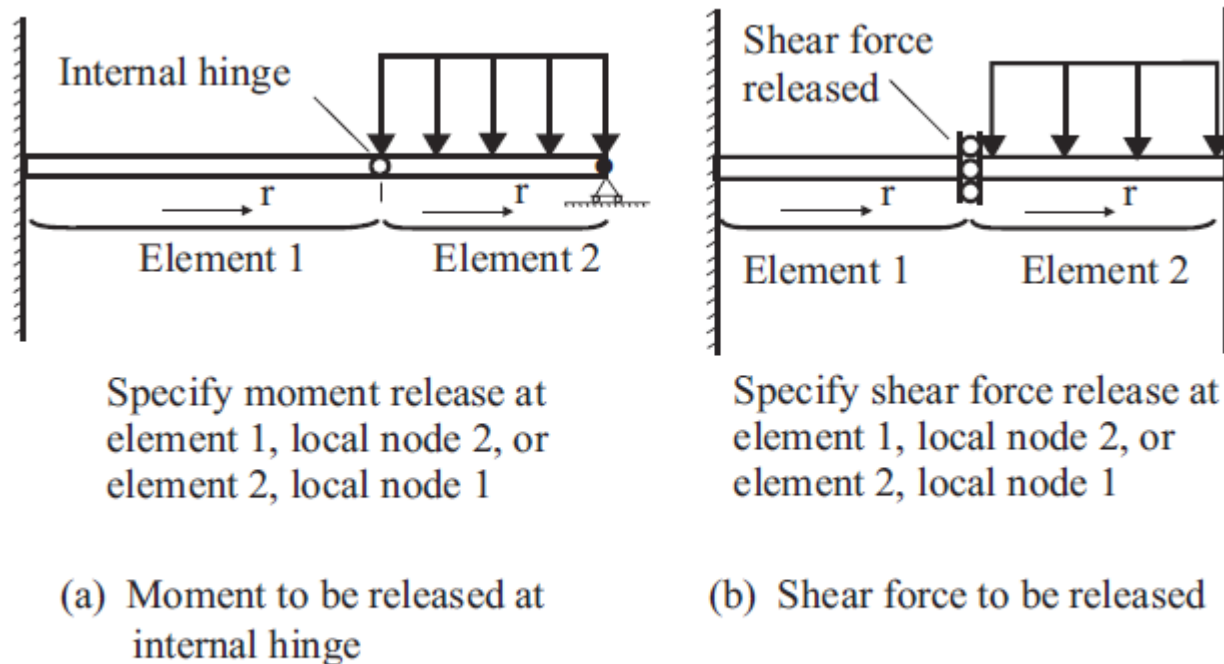 Internal hinge
r
r
Element 1
Element 2
Specify moment release at
element 1, local node 2, or
element 2, local node 1
(a) Moment to be released at
internal hinge
Shear force
released
r
r
Element 1
Element 2
Specify shear force release at
element 1, local node 2, or
element 2, local node 1
(b) Shear force to be released